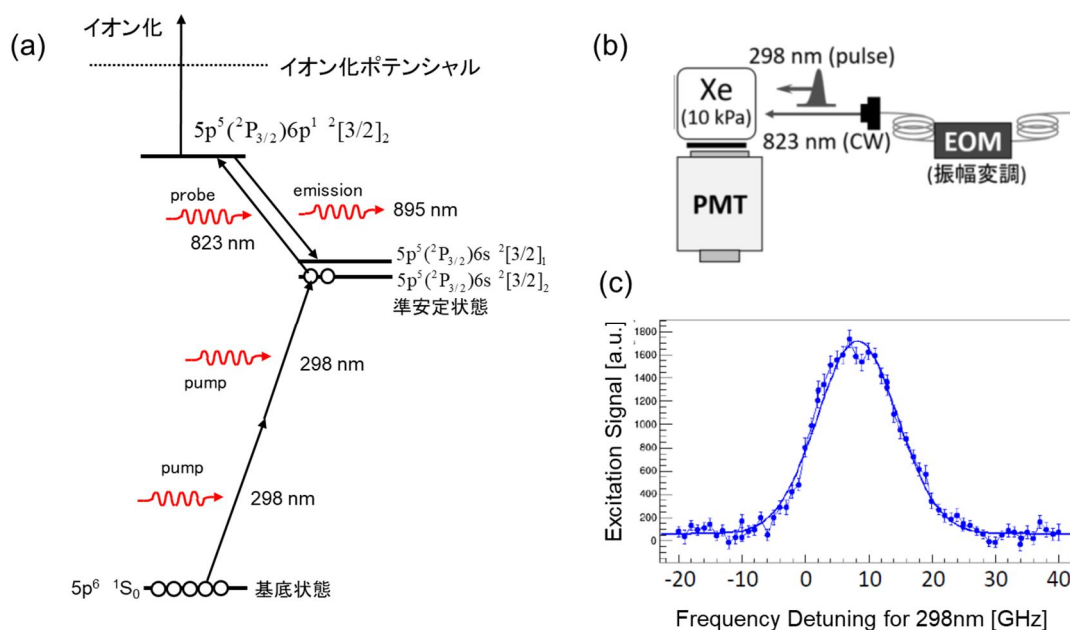 (a)
イオン化
イオン化ポテンシャル
5p⁵(²P₃/₂)6p¹ ²[3/2]₂
probe
823 nm
emission
895 nm
5p⁵(²P₃/₂)6s ²[3/2]₁
5p⁵(²P₃/₂)6s ²[3/2]₂
準安定状態
298 nm
pump
pump
298 nm
5p⁶ ¹S₀
基底状態
(b)
298 nm (pulse)
Xe
(10 kPa)
823 nm (CW)
EOM
(振幅変調)
PMT
(c)
Excitation Signal [a.u.]
1800
1600
1400
1200
1000
800
600
400
200
0
-20 -10 0 10 20 30 40
Frequency Detuning for 298nm [GHz]